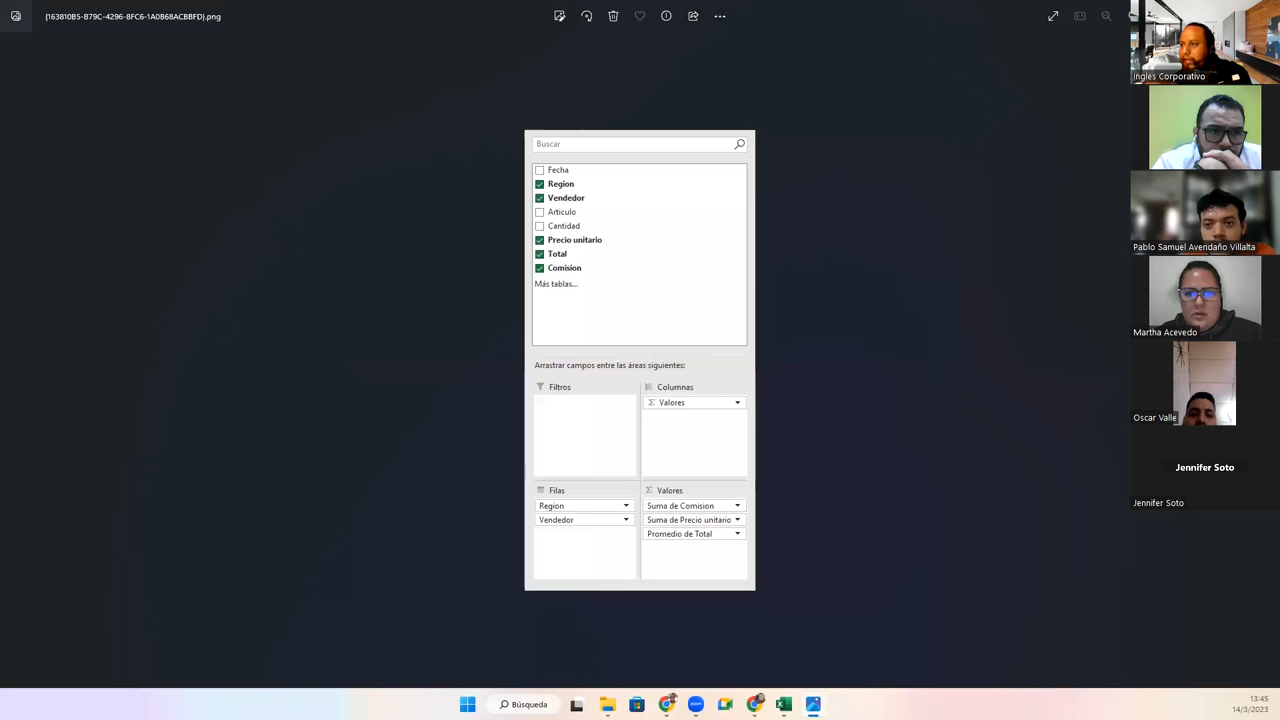 {163810B5-B79C-4296-8FC6-1A0B68ACBBFD}.png
Ingles Corporativo
Buscar
Fecha
Region
Vendedor
Articulo
Cantidad
Precio unitario
Total
Comision
Más tablas...
Arrastrar campos entre las áreas siguientes:
Filtros
Columnas
Σ Valores
Filas
Σ Valores
Region
Vendedor
Suma de Comision
Suma de Precio unitario
Promedio de Total
Pablo Samuel Avendaño Villalta
Martha Acevedo
Oscar Valle
Jennifer Soto
Jennifer Soto
Búsqueda
zoom
13:45
14/3/2023